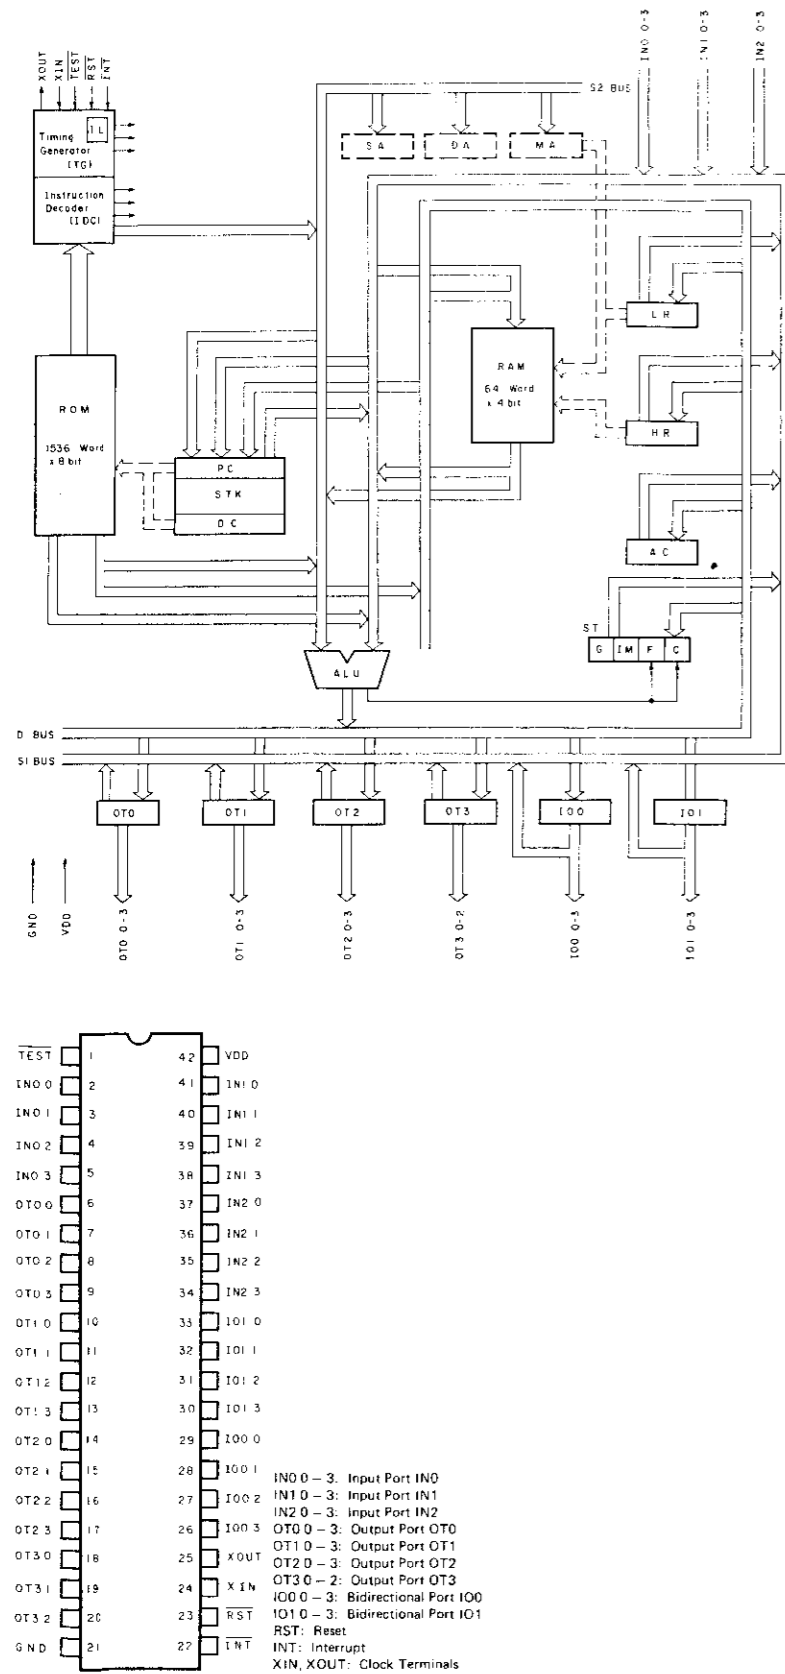 XOUT
XIN
TEST
RST
INT
IN0 0-3
IN1 0-3
IN2 0-3
S2 BUS
Timing
Generator
(TG)
IL
SA
DA
MA
Instruction
Decoder
(IDC)
LR
RAM
64 Word
x 4 bit
ROM
1536 Word
x 8 bit
HR
PC
STK
DC
AC
ST
G IM F C
ALU
D BUS
S1 BUS
OT0
OT1
OT2
OT3
IO0
IO1
GND
VDD
OT0 0-3
OT1 0-3
OT2 0-3
OT3 0-2
IO0 0-3
IO1 0-3
TEST 1 42 VDD
IN0 0 2 41 IN1 0
IN0 1 3 40 IN1 1
IN0 2 4 39 IN1 2
IN0 3 5 38 IN1 3
OT0 0 6 37 IN2 0
OT0 1 7 36 IN2 1
OT0 2 8 35 IN2 2
OT0 3 9 34 IN2 3
OT1 0 10 33 IO1 0
OT1 1 11 32 IO1 1
OT1 2 12 31 IO1 2
OT1 3 13 30 IO1 3
OT2 0 14 29 IO0 0
OT2 1 15 28 IO0 1
OT2 2 16 27 IO0 2
OT2 3 17 26 IO0 3
OT3 0 18 25 XOUT
OT3 1 19 24 XIN
OT3 2 20 23 RST
GND 21 22 INT
IN0 0 – 3: Input Port IN0
IN1 0 – 3: Input Port IN1
IN2 0 – 3: Input Port IN2
OT0 0 – 3: Output Port OT0
OT1 0 – 3: Output Port OT1
OT2 0 – 3: Output Port OT2
OT3 0 – 2: Output Port OT3
IO0 0 – 3: Bidirectional Port IO0
IO1 0 – 3: Bidirectional Port IO1
RST: Reset
INT: Interrupt
XIN, XOUT: Clock Terminals